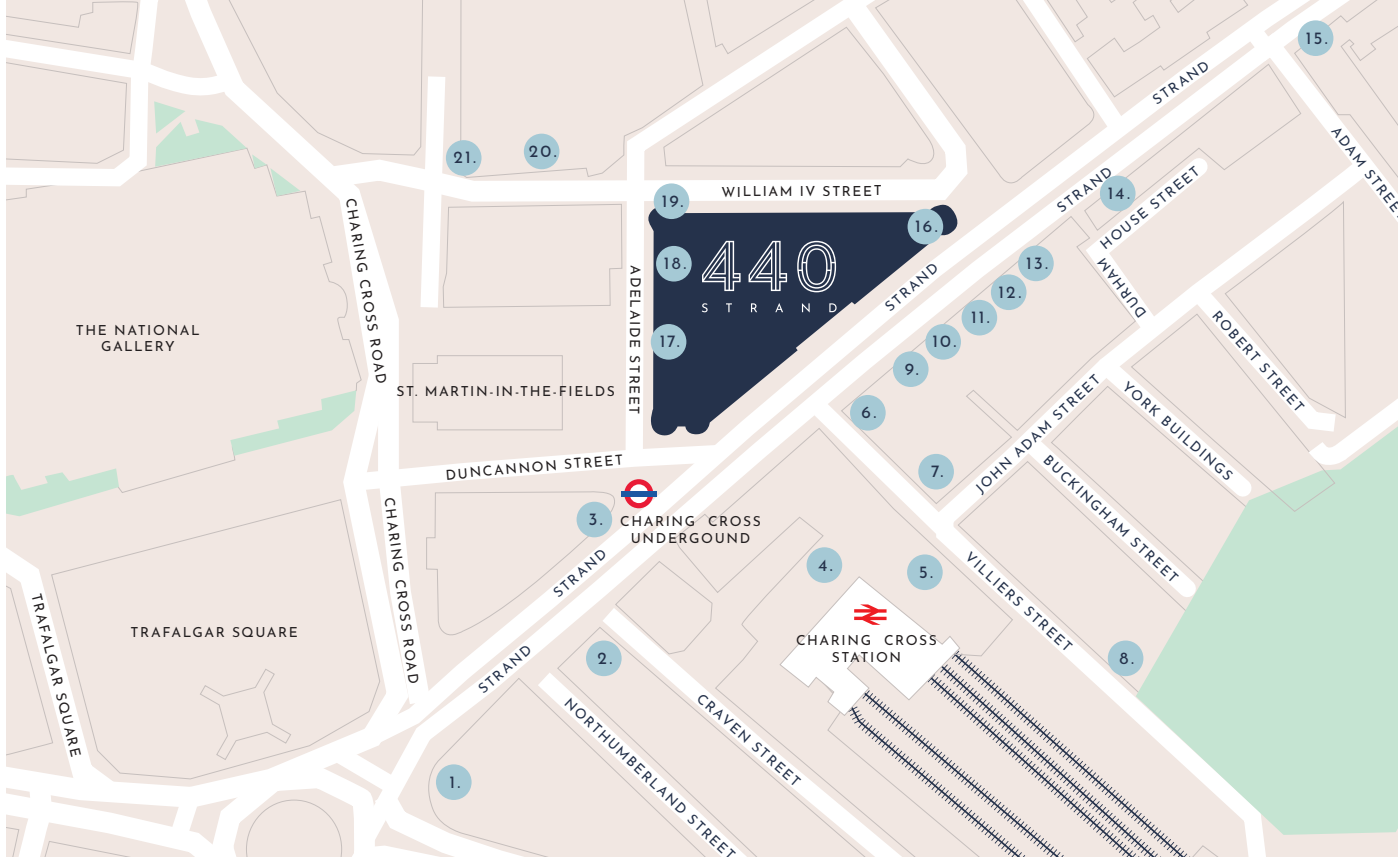 15.
STRAND
ADAM STREE
21.
20.
WILLIAM IV STREET
19.
STRAND
14.
HOUSE STREET
DURHAM
CHARING CROSS ROAD
16.
440
STRAND
18.
17.
ADELAIDE STREET
STRAND
13.
12.
11.
10.
9.
6.
7.
THE NATIONAL
GALLERY
ST. MARTIN-IN-THE-FIELDS
ROBERT STREET
YORK BUILDINGS
JOHN ADAM STREET
BUCKINGHAM STREET
DUNCANNON STREET
3.
CHARING CROSS
UNDERGOUND
CHARING CROSS ROAD
STRAND
4.
5.
VILLIERS STREET
TRAFALGAR SQUARE
TRAFALGAR SQUARE
CHARING CROSS
STATION
8.
2.
STRAND
CRAVEN STREET
NORTHUMBERLAND STREET
1.